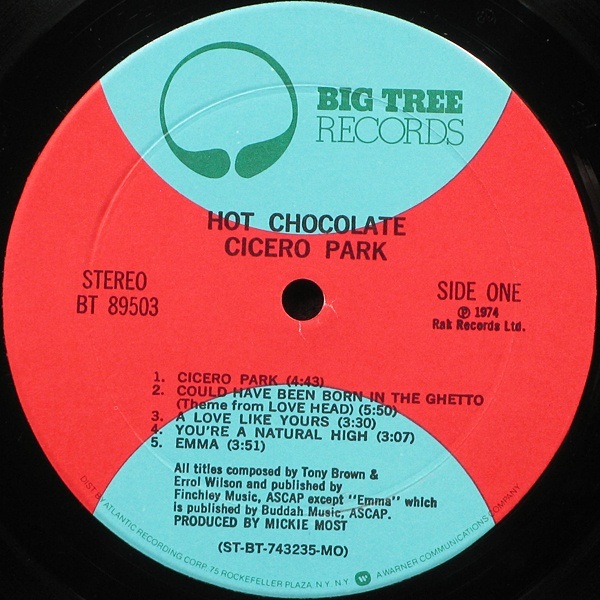 BIG TREE
RECORDS
HOT CHOCOLATE
CICERO PARK
STEREO
BT 89503
SIDE ONE
Ⓟ 1974
Rak Records Ltd.
1. CICERO PARK (4:43)
2. COULD HAVE BEEN BORN IN THE GHETTO
(Theme from LOVE HEAD) (5:50)
3. A LOVE LIKE YOURS (3:30)
4. YOU'RE A NATURAL HIGH (3:07)
5. EMMA (3:51)
All titles composed by Tony Brown &
Errol Wilson and published by
Finchley Music, ASCAP except "Emma" which
is published by Buddah Music, ASCAP.
PRODUCED BY MICKIE MOST
(ST-BT-743235-MO)
DIST BY ATLANTIC RECORDING CORP. 75 ROCKEFELLER PLAZA, N.Y. N.Y. A WARNER COMMUNICATIONS COMPANY